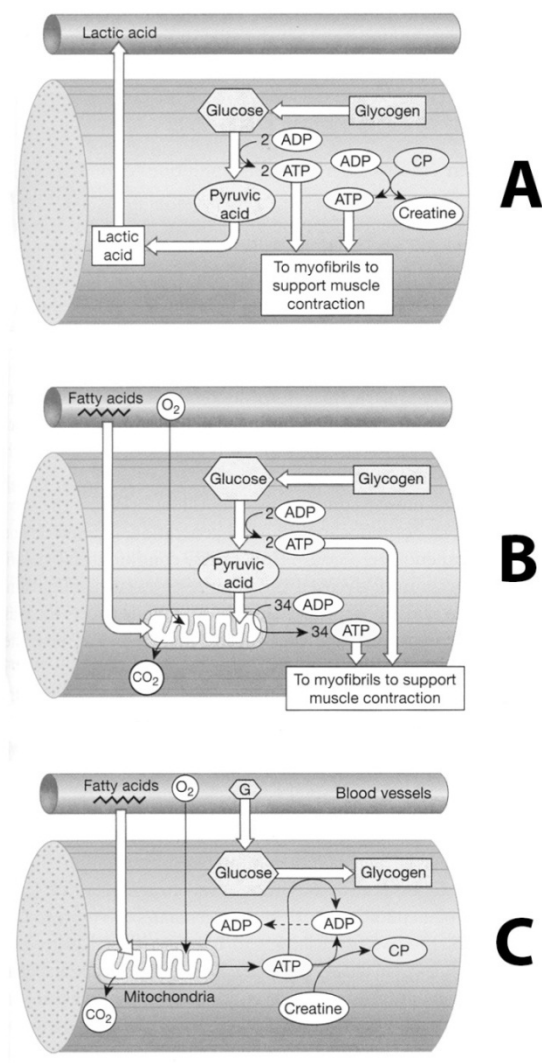 Lactic acid
Glucose
Glycogen
2 ADP
2 ATP
ADP
CP
Pyruvic
acid
ATP
Creatine
Lactic
acid
To myofibrils to
support muscle
contraction
A
Fatty acids
O2
Glucose
Glycogen
2 ADP
2 ATP
Pyruvic
acid
34 ADP
34 ATP
CO2
To myofibrils to support
muscle contraction
B
Fatty acids
O2
G
Blood vessels
Glucose
Glycogen
ADP
ADP
ATP
CP
Mitochondria
Creatine
CO2
C